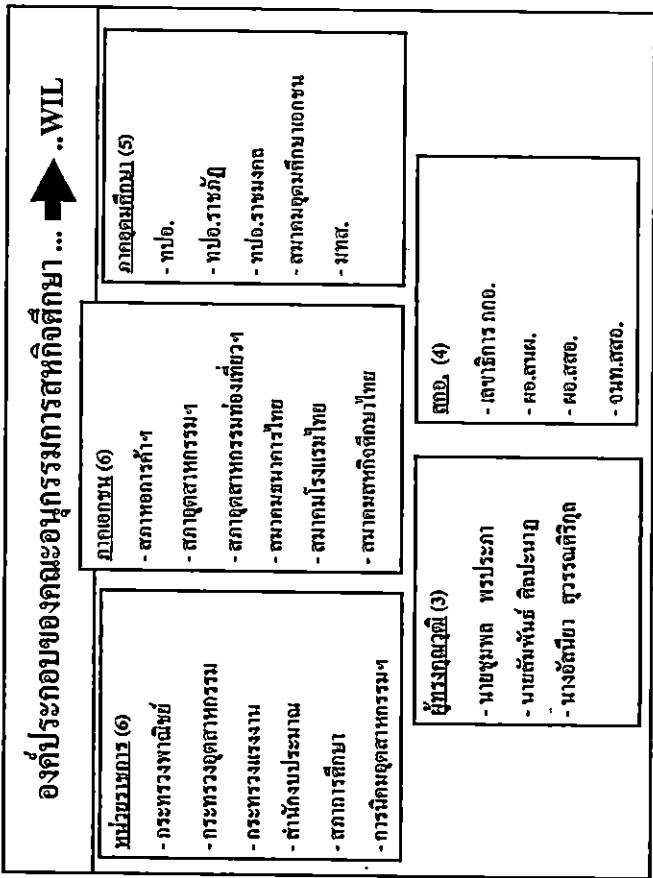 องค์ประกอบของคณะอนุกรรมการสหกิจศึกษา ... ..WIL
หน่วยราชการ (6)
- กระทรวงพาณิชย์
- กระทรวงอุตสาหกรรม
- กระทรวงแรงงาน
- สำนักงบประมาณ
- สภาการศึกษา
- การนิคมอุตสาหกรรมฯ
ภาคเอกชน (6)
- สภาหอการค้าฯ
- สภาอุตสาหกรรมฯ
- สภาอุตสาหกรรมท่องเที่ยวฯ
- สมาคมธนาคารไทย
- สมาคมโรงแรมไทย
- สมาคมสหกิจศึกษาไทย
ภาคอุดมศึกษา (5)
- ทปอ.
- ทปอ.ราชภัฏ
- ทปอ.ราชมงคล
- สมาคมอุดมศึกษาเอกชน
- มทส.
ผู้ทรงคุณวุฒิ (3)
- นายชุมพล พรประภา
- นายสัมพันธ์ ศิลปะนาฎ
- นางอัสนียา สุวรรณศิริกุล
สกอ. (4)
- เลขาธิการ กกอ.
- ผอ.สนผ.
- ผอ.สสอ.
- จนท.สสอ.